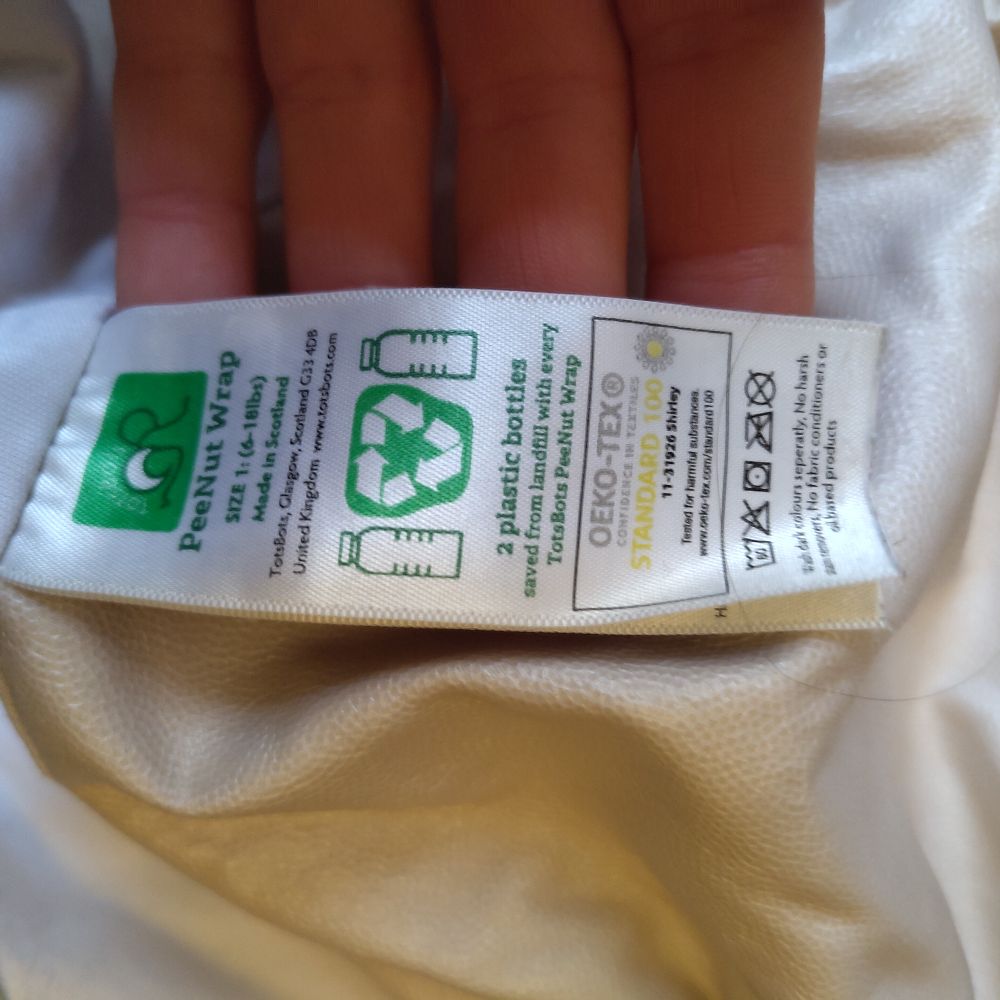 PeeNut Wrap
SIZE 1: (6-18lbs)
Made in Scotland
TotsBots, Glasgow, Scotland G33 4DB
United Kingdom www.totsbots.com
2 plastic bottles
saved from landfill with every
TotsBots PeeNut Wrap
OEKO-TEX®
CONFIDENCE IN TEXTILES
STANDARD 100
11-31926 Shirley
Tested for harmful substances.
www.oeko-tex.com/standard100
dark colours seperatly, No harsh
stain removers, No fabric conditioners or
oil based products
H